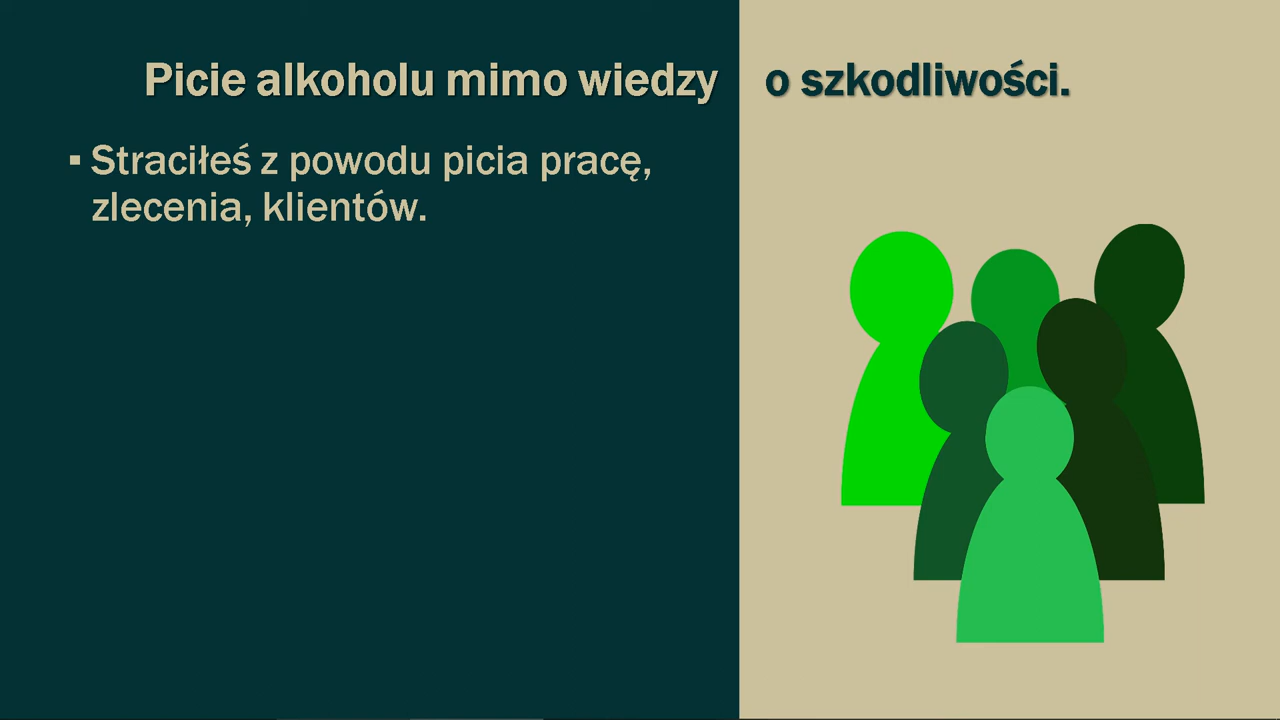 Picie alkoholu mimo wiedzy o szkodliwości.
▪ Straciłeś z powodu picia pracę,
zlecenia, klientów.